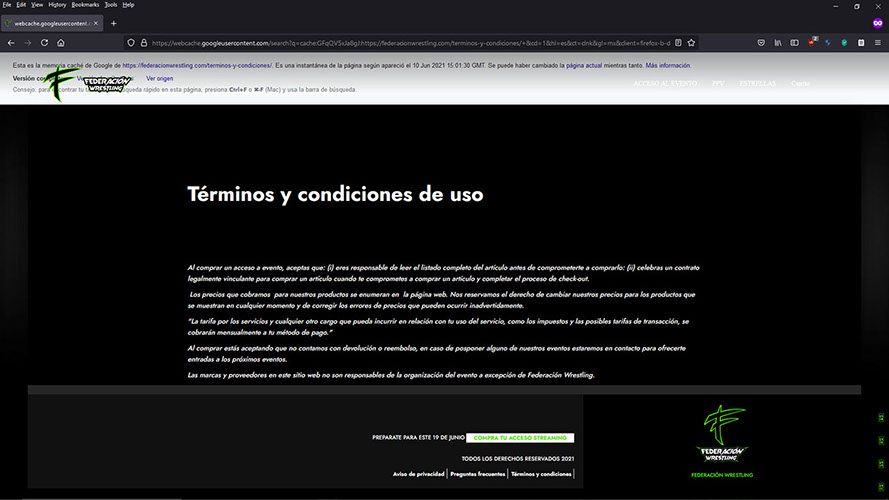 File Edit View History Bookmarks Tools Help
webcache.googleusercontent.
https://webcache.googleusercontent.com/search?q=cache:GFqQVSxJaBgJ:https://federacionwrestling.com/terminos-y-condiciones/+&cd=1&hl=es&ct=clnk&gl=mx&client=firefox-b-d
Esta es la memoria caché de Google de https://federacionwrestling.com/terminos-y-condiciones/. Es una instantánea de la página según apareció el 10 Jun 2021 15:01:30 GMT. Se puede haber cambiado la página actual mientras tanto. Más información.
Versión Ver origen
Consejo: para encontrar tu búsqueda rápido en esta página, presiona Ctrl+F o ⌘-F (Mac) y usa la barra de búsqueda.
FEDERACIÓN
WRESTLING
ACCESO AL EVENTO PPV ESTRELLAS
Términos y condiciones de uso
Al comprar un acceso a evento, aceptas que: (i) eres responsable de leer el listado completo del artículo antes de comprometerte a comprarlo: (ii) celebras un contrato
legalmente vinculante para comprar un artículo cuando te comprometes a comprar un artículo y completar el proceso de check-out.
Los precios que cobramos para nuestros productos se enumeran en la página web. Nos reservamos el derecho de cambiar nuestros precios para los productos que
se muestran en cualquier momento y de corregir los errores de precios que pueden ocurrir inadvertidamente.
"La tarifa por los servicios y cualquier otro cargo que pueda incurrir en relación con tu uso del servicio, como los impuestos y las posibles tarifas de transacción, se
cobrarán mensualmente a tu método de pago."
Al comprar estás aceptando que no contamos con devolución o reembolso, en caso de posponer alguno de nuestros eventos estaremos en contacto para ofrecerte
entradas a los próximos eventos.
Las marcas y proveedores en este sitio web no son responsables de la organización del evento a excepción de Federación Wrestling.
PREPARATE PARA ESTE 19 DE JUNIO COMPRA TU ACCESO STREAMING
TODOS LOS DERECHOS RESERVADOS 2021
Aviso de privacidad Preguntas frecuentes Términos y condiciones
FEDERACIÓN
WRESTLING
FEDERACIÓN WRESTLING